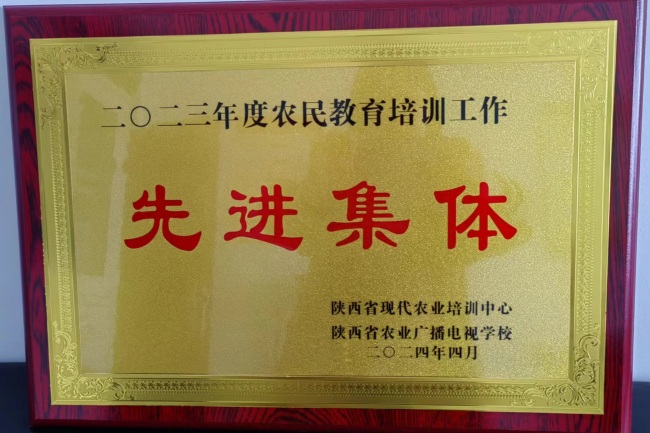 二〇二三年度农民教育培训工作
先进集体
陕西省现代农业培训中心
陕西省农业广播电视学校
二〇二四年四月